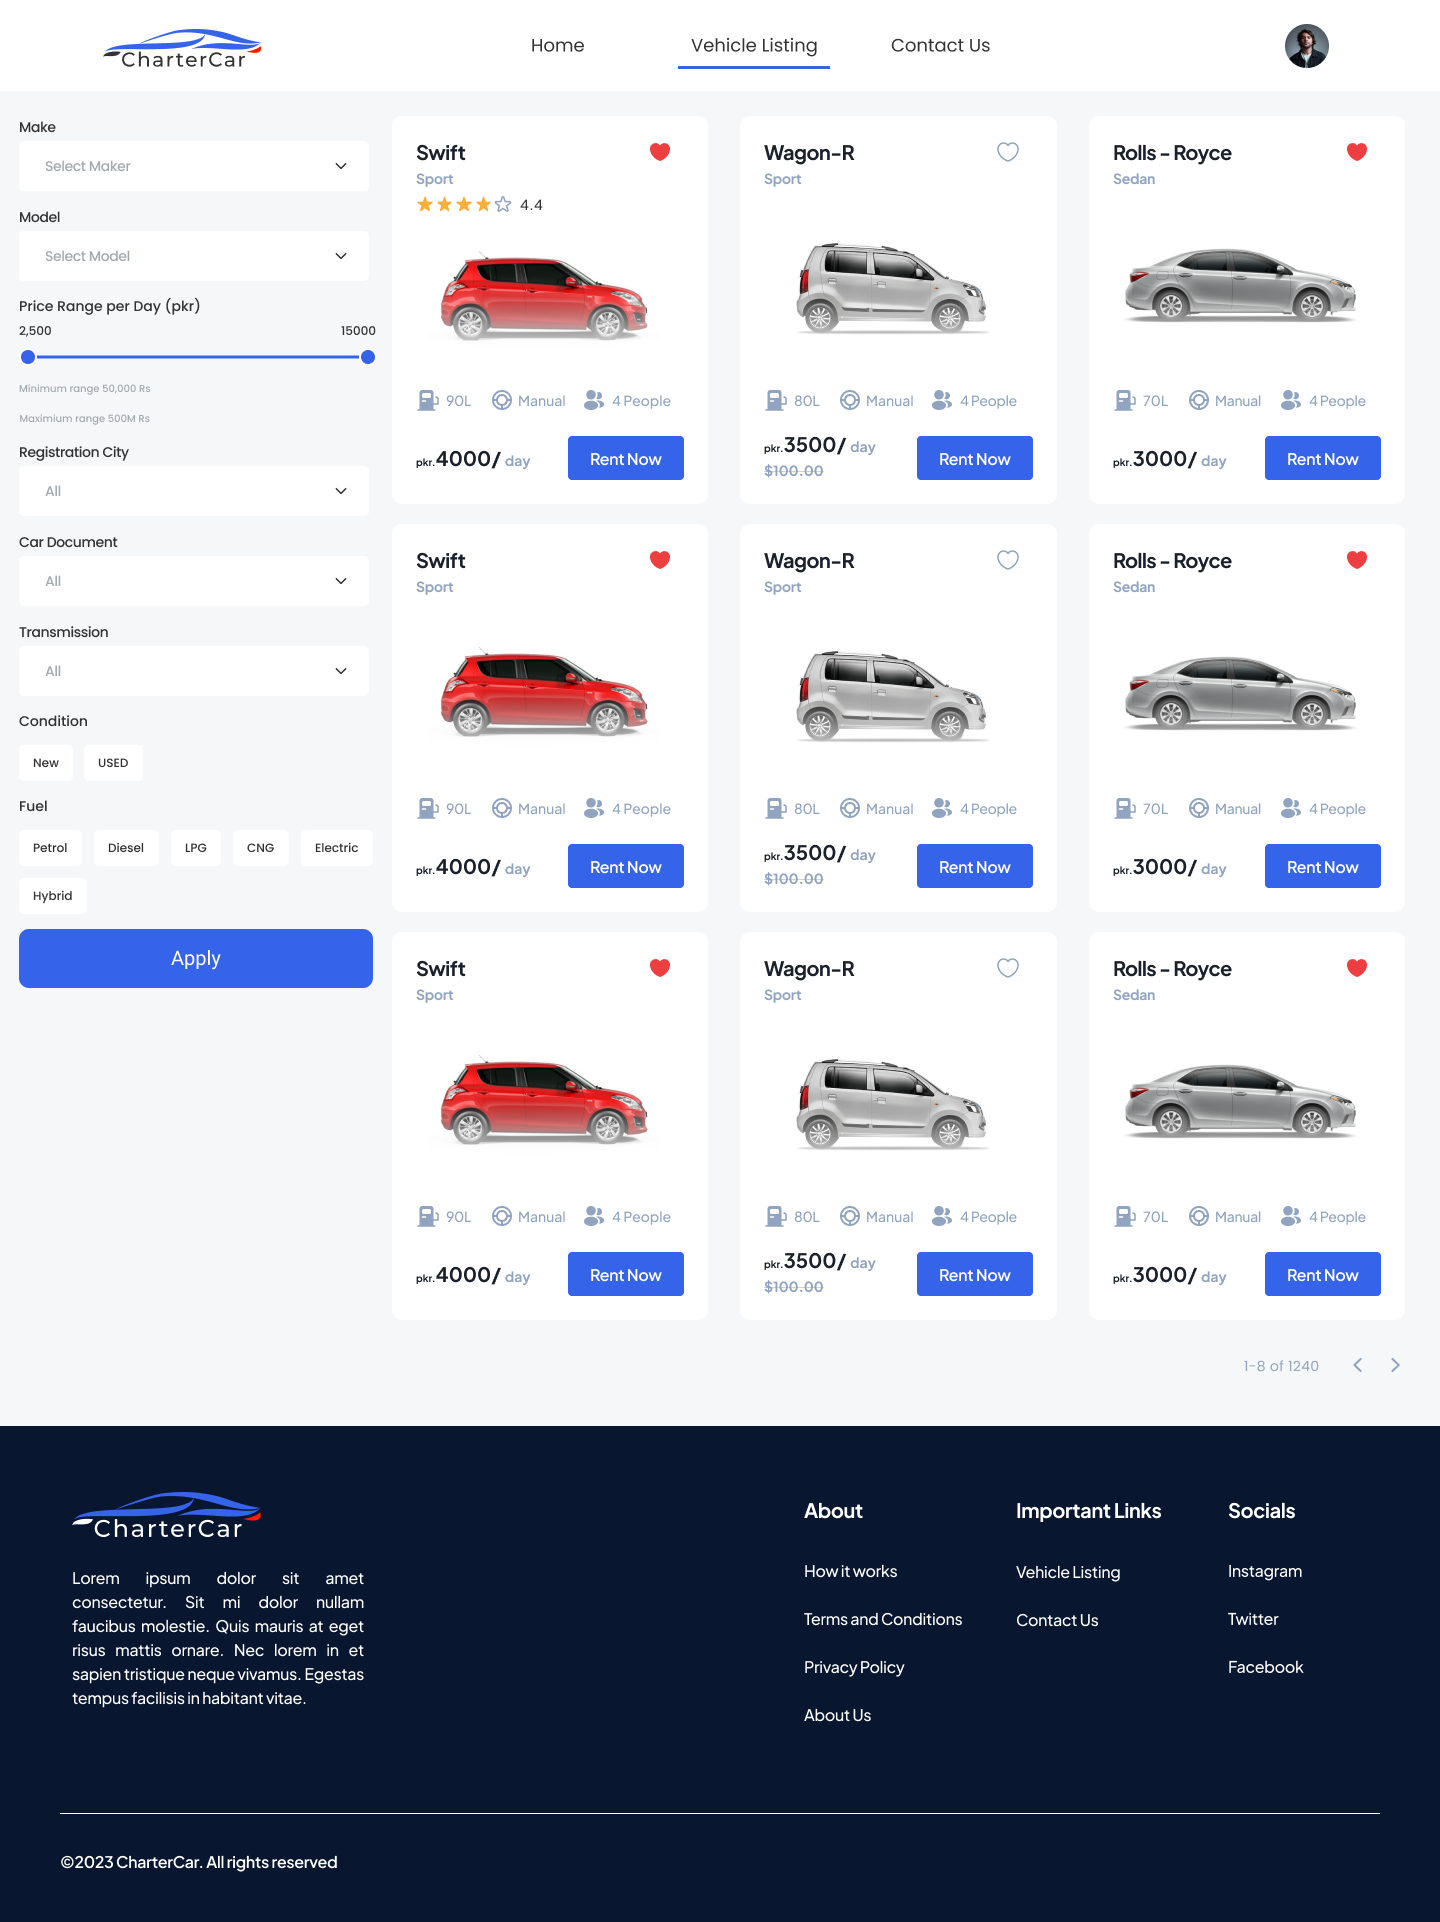 CharterCar
Home
Vehicle Listing
Contact Us
Make
Select Maker
Model
Select Model
Price Range per Day (pkr)
2,500
15000
Minimum range 50,000 Rs
Maximium range 500M Rs
Registration City
All
Car Document
All
Transmission
All
Condition
New
USED
Fuel
Petrol
Diesel
LPG
CNG
Electric
Hybrid
Apply
Swift
Sport
4.4
90L
Manual
4 People
pkr.4000/ day
Rent Now
Wagon-R
Sport
80L
Manual
4 People
pkr.3500/ day
$100.00
Rent Now
Rolls - Royce
Sedan
70L
Manual
4 People
pkr.3000/ day
Rent Now
Swift
Sport
90L
Manual
4 People
pkr.4000/ day
Rent Now
Wagon-R
Sport
80L
Manual
4 People
pkr.3500/ day
$100.00
Rent Now
Rolls - Royce
Sedan
70L
Manual
4 People
pkr.3000/ day
Rent Now
Swift
Sport
90L
Manual
4 People
pkr.4000/ day
Rent Now
Wagon-R
Sport
80L
Manual
4 People
pkr.3500/ day
$100.00
Rent Now
Rolls - Royce
Sedan
70L
Manual
4 People
pkr.3000/ day
Rent Now
1-8 of 1240
CharterCar
Lorem ipsum dolor sit amet
consectetur. Sit mi dolor nullam
faucibus molestie. Quis mauris at eget
risus mattis ornare. Nec lorem in et
sapien tristique neque vivamus. Egestas
tempus facilisis in habitant vitae.
About
How it works
Terms and Conditions
Privacy Policy
About Us
Important Links
Vehicle Listing
Contact Us
Socials
Instagram
Twitter
Facebook
©2023 CharterCar. All rights reserved